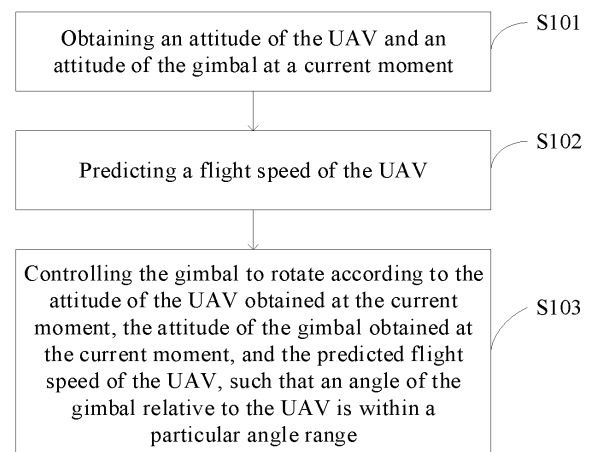 Obtaining an attitude of the UAV and an
attitude of the gimbal at a current moment
S101
Predicting a flight speed of the UAV
S102
Controlling the gimbal to rotate according to the
attitude of the UAV obtained at the current
moment, the attitude of the gimbal obtained at
the current moment, and the predicted flight
speed of the UAV, such that an angle of the
gimbal relative to the UAV is within a
particular angle range
S103